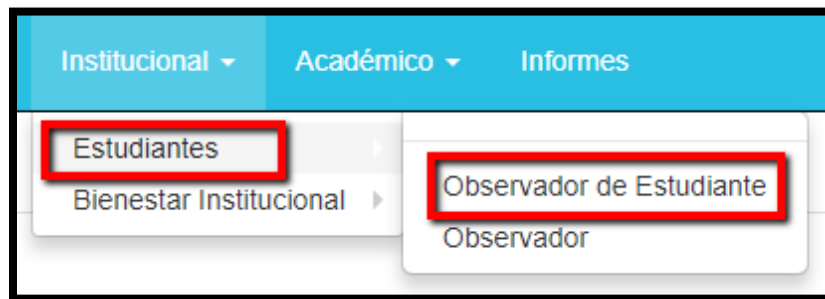 Institucional Académico Informes
Estudiantes
Observador de Estudiante
Bienestar Institucional
Observador